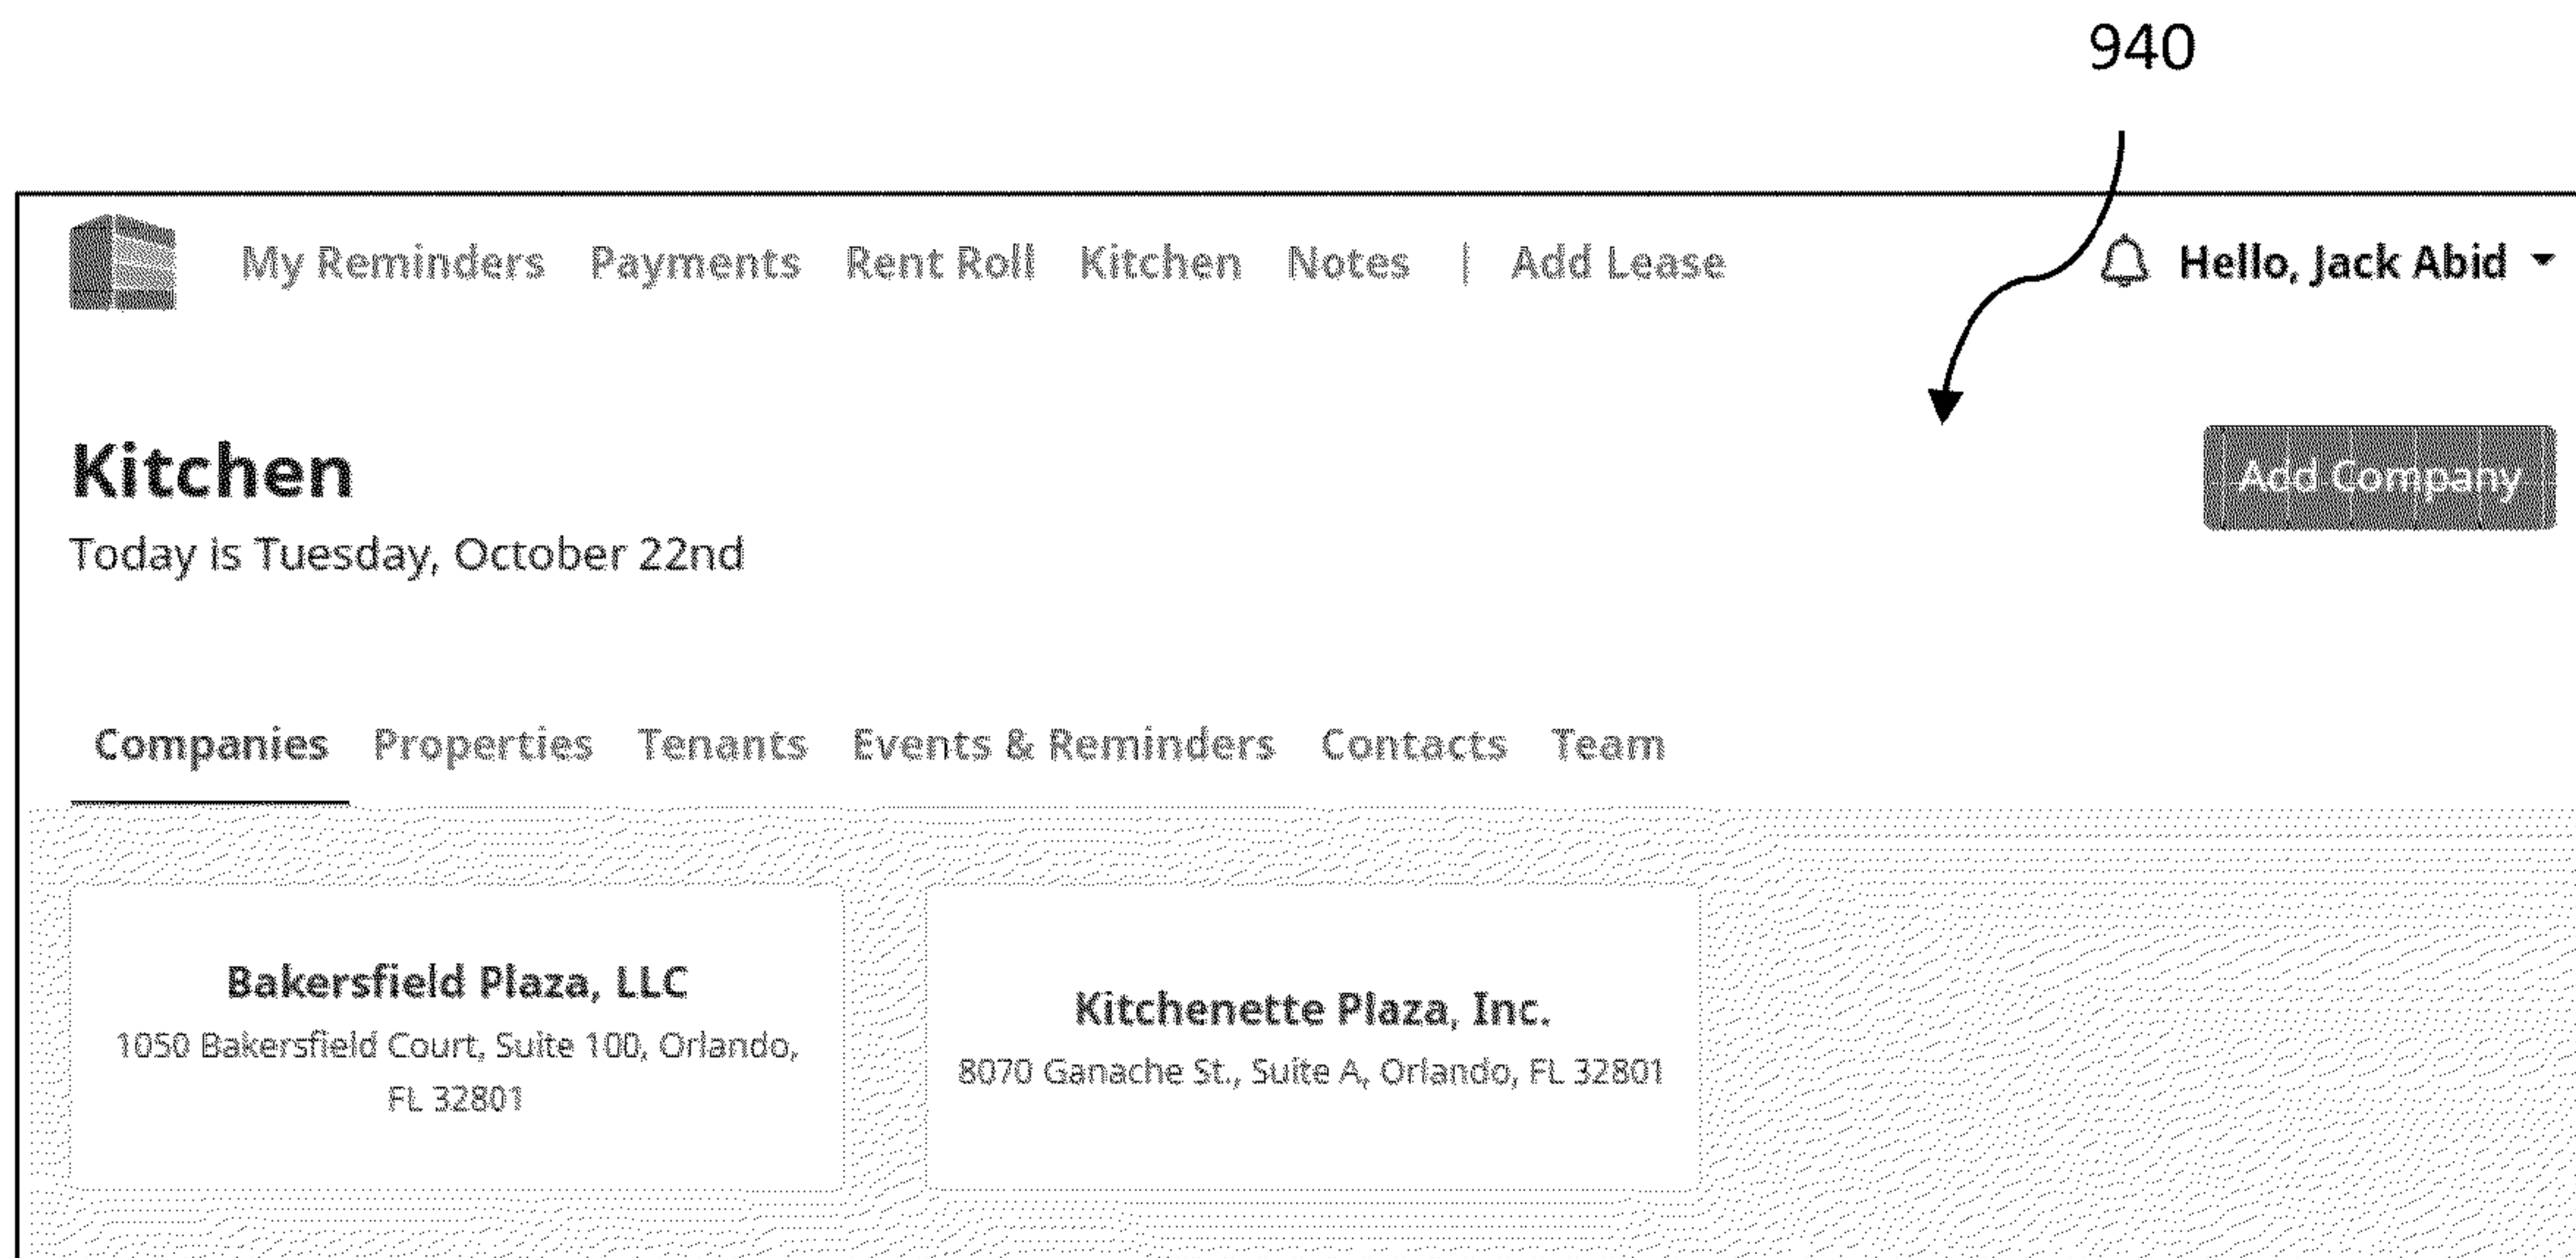 940
My Reminders Payments Rent Roll Kitchen Notes | Add Lease Hello, Jack Abid
Kitchen
Add Company
Today is Tuesday, October 22nd
Companies Properties Tenants Events & Reminders Contacts Team
Bakersfield Plaza, LLC
1050 Bakersfield Court, Suite 100, Orlando,
FL 32801
Kitchenette Plaza, Inc.
8070 Ganache St., Suite A, Orlando, FL 32801